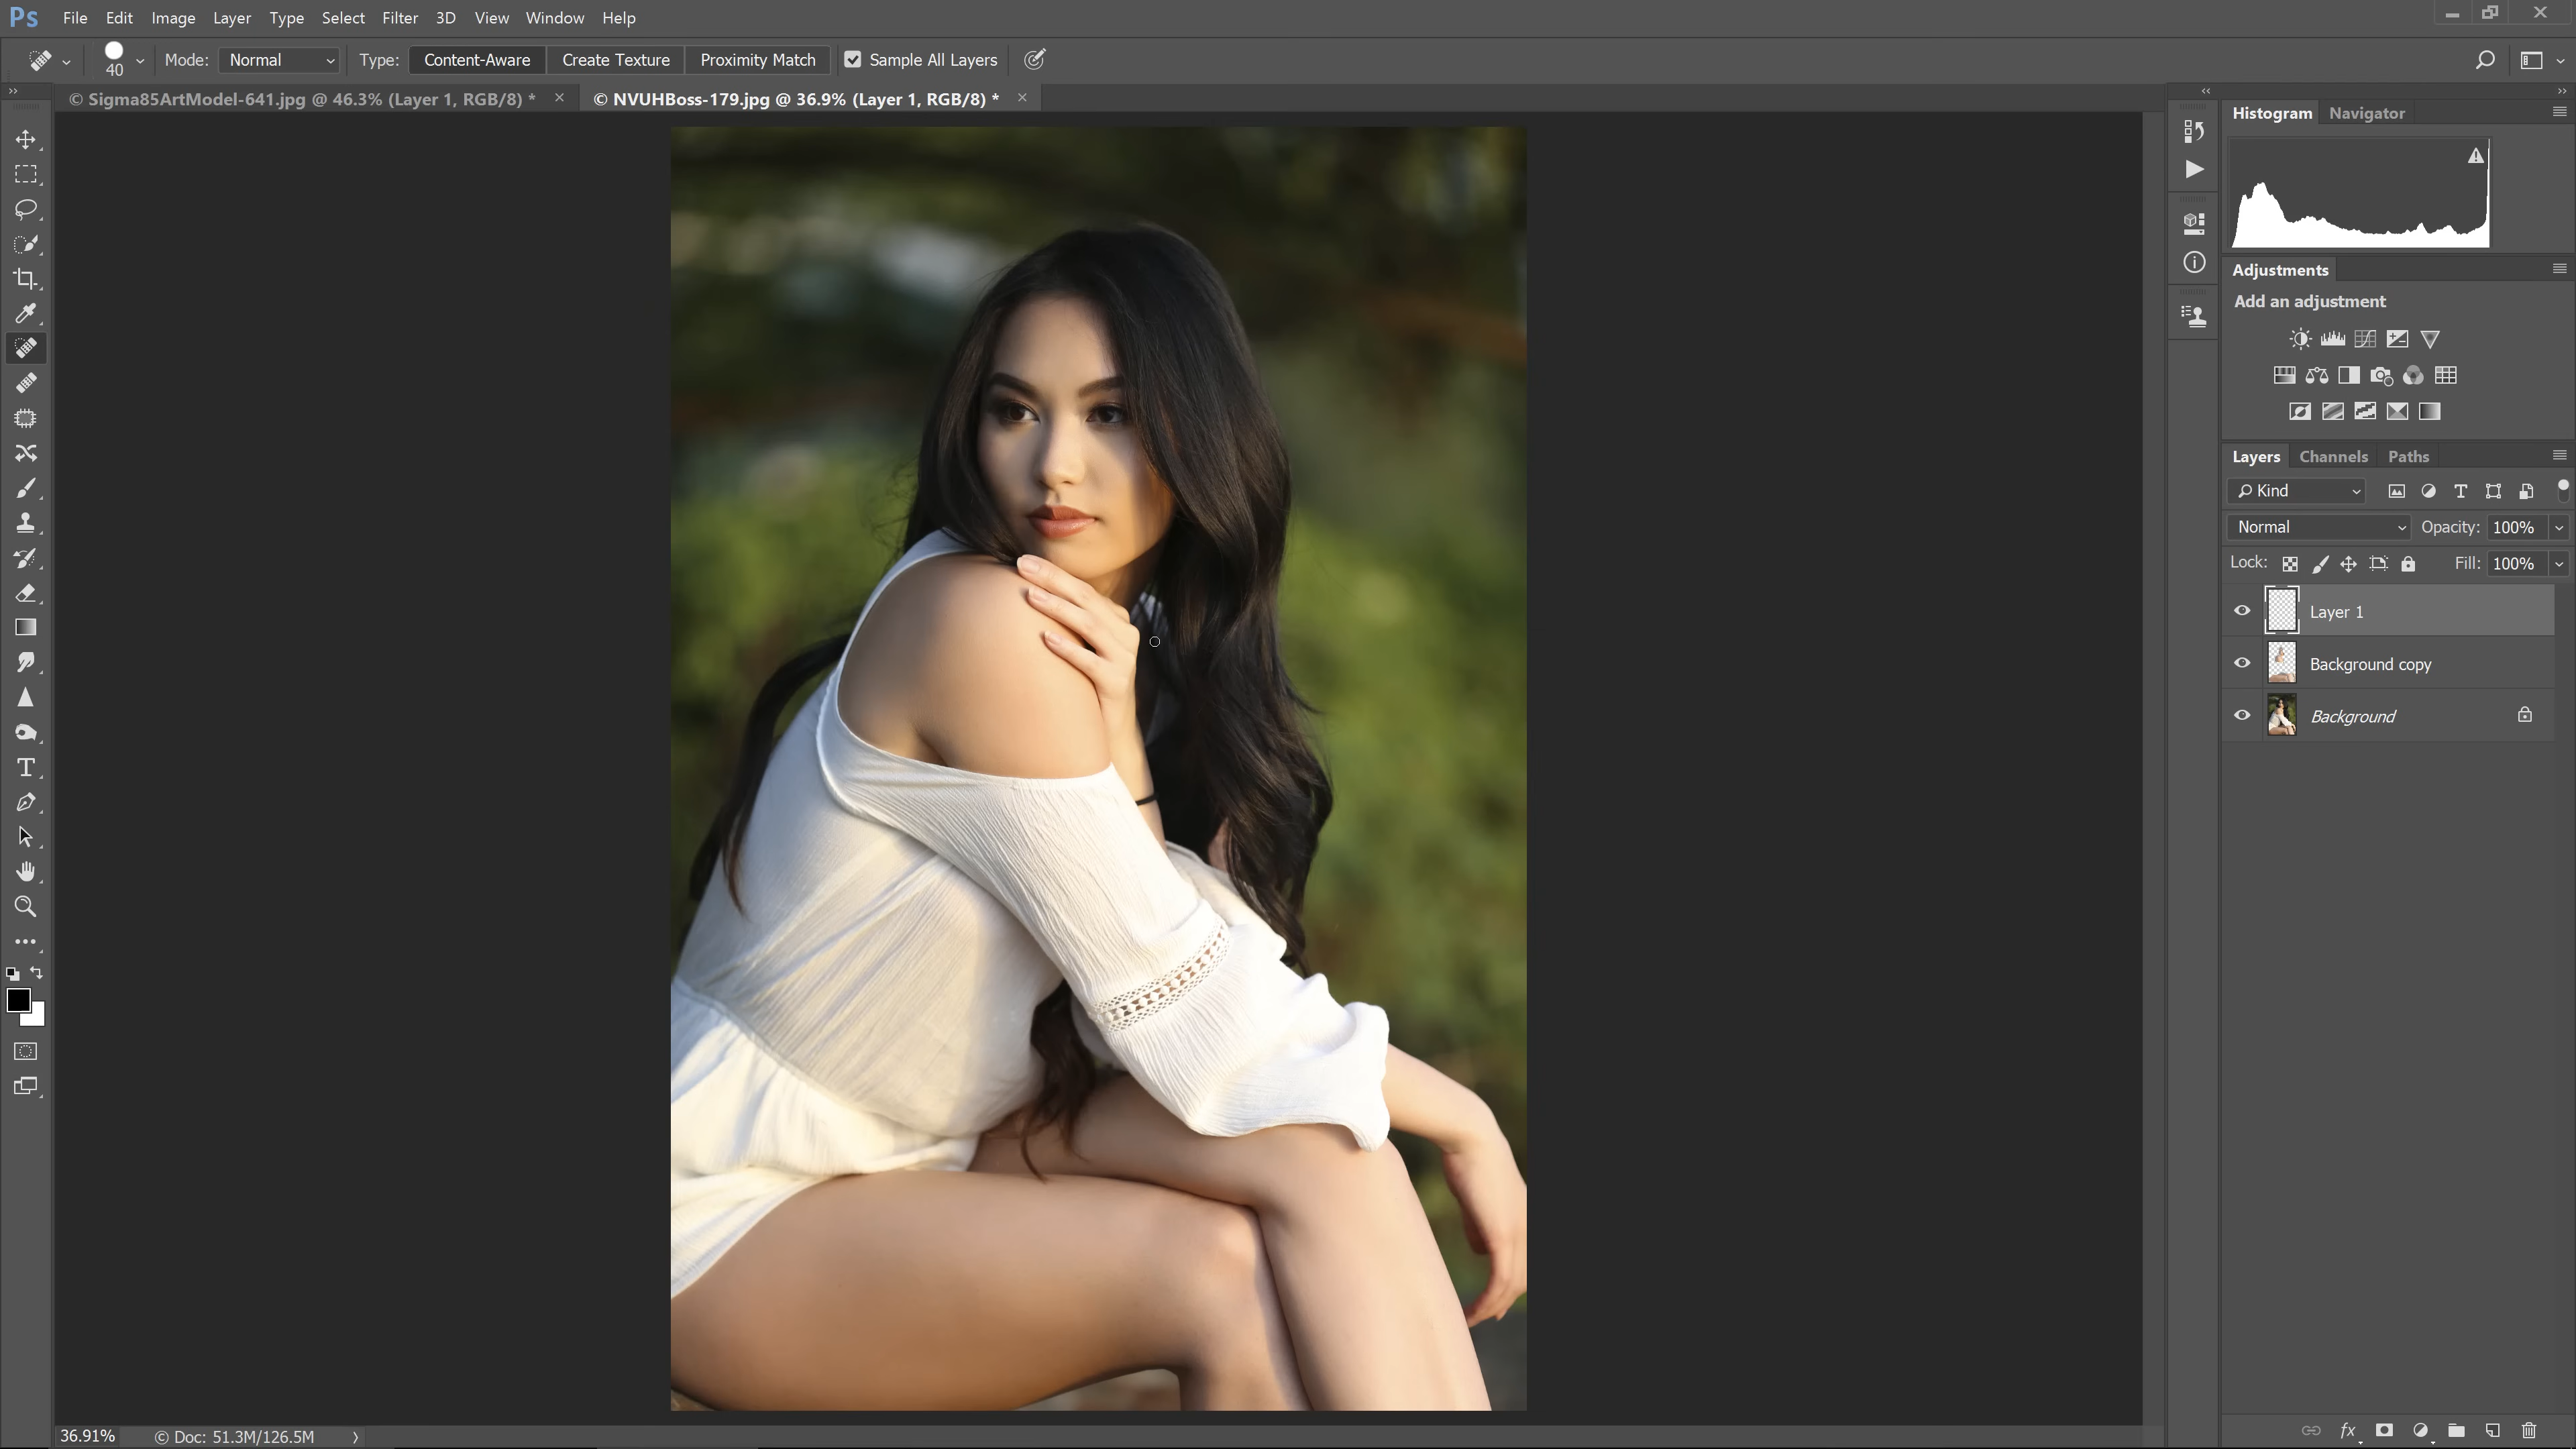 Ps File Edit Image Layer Type Select Filter 3D View Window Help
40 Mode: Normal Type: Content-Aware Create Texture Proximity Match Sample All Layers
© Sigma85ArtModel-641.jpg @ 46.3% (Layer 1, RGB/8) * © NVUHBoss-179.jpg @ 36.9% (Layer 1, RGB/8) *
Histogram Navigator
Adjustments
Add an adjustment
Layers Channels Paths
Kind
Normal Opacity: 100%
Lock: Fill: 100%
Layer 1
Background copy
Background
36.91% © Doc: 51.3M/126.5M